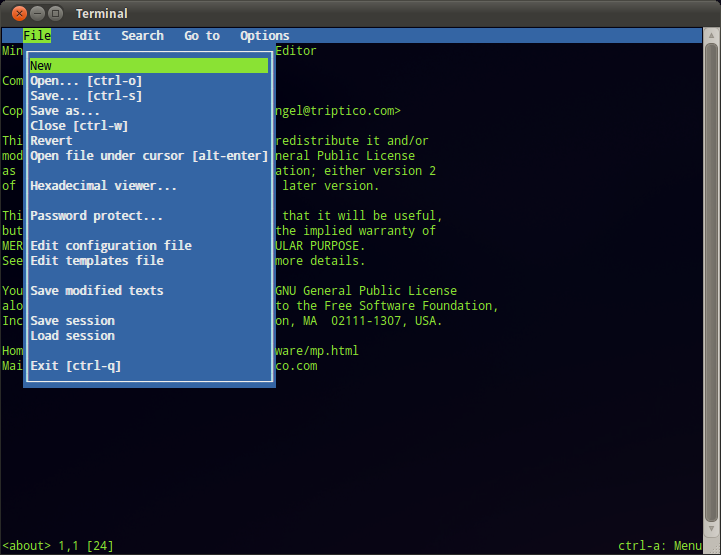 Terminal
File Edit Search Go to Options
Min Editor
New
Open... [ctrl-o]
Com
Save... [ctrl-s]
Save as...
Cop ngel@triptico.com>
Close [ctrl-w]
Revert
Thi redistribute it and/or
Open file under cursor [alt-enter]
mod neral Public License
as ation; either version 2
Hexadecimal viewer...
of later version.
Password protect...
Thi that it will be useful,
but the implied warranty of
Edit configuration file
MER ULAR PURPOSE.
Edit templates file
See more details.
Save modified texts
You GNU General Public License
alo to the Free Software Foundation,
Save session
Inc on, MA 02111-1307, USA.
Load session
Hom ware/mp.html
Exit [ctrl-q]
Mai co.com
<about> 1,1 [24] ctrl-a: Menu